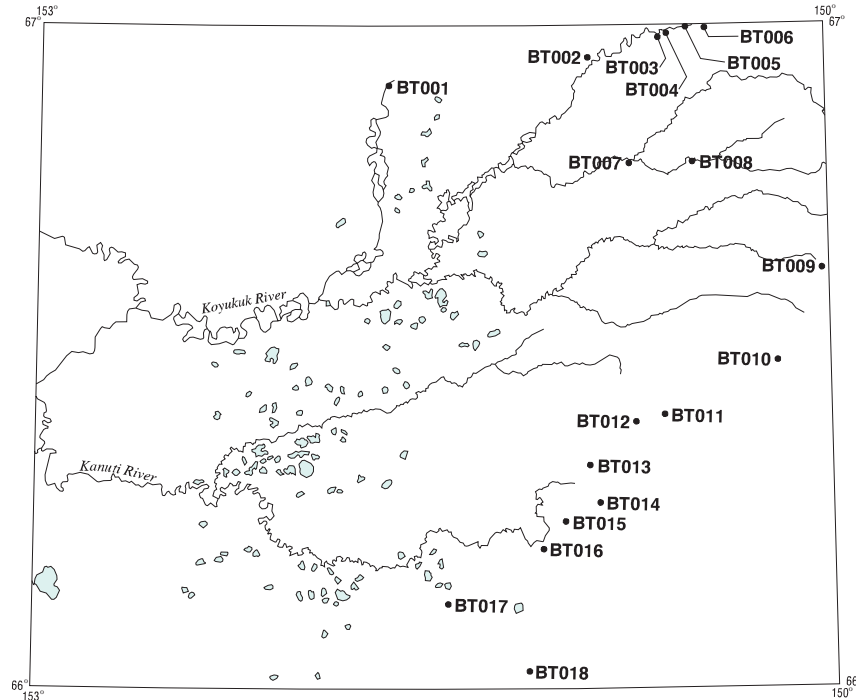 153°
150°
67°
67°
BT006
BT002
BT003
BT005
BT001
BT004
BT007
BT008
BT009
Koyukuk River
BT010
BT011
BT012
BT013
Kanuti River
BT014
BT015
BT016
BT017
BT018
66°
66
153°
150°